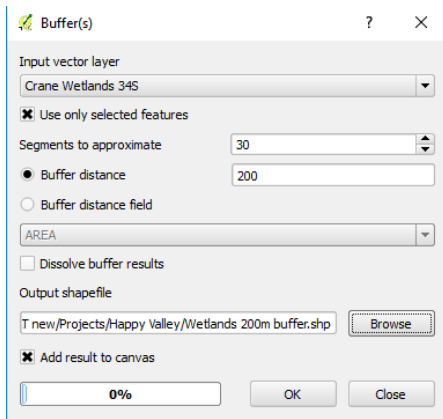 Buffer(s)
Input vector layer
Crane Wetlands 34S
Use only selected features
Segments to approximate 30
Buffer distance 200
Buffer distance field
AREA
Dissolve buffer results
Output shapefile
T new/Projects/Happy Valley/Wetlands 200m buffer.shp Browse
Add result to canvas
0% OK Close